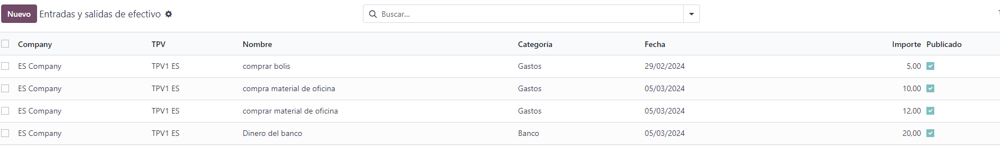 Nuevo Entradas y salidas de efectivo Buscar...
Company TPV Nombre Categoría Fecha Importe Publicado
ES Company TPV1 ES comprar bolis Gastos 29/02/2024 5,00
ES Company TPV1 ES compra material de oficina Gastos 05/03/2024 10,00
ES Company TPV1 ES comprar material de oficina Gastos 05/03/2024 12,00
ES Company TPV1 ES Dinero del banco Banco 05/03/2024 20,00